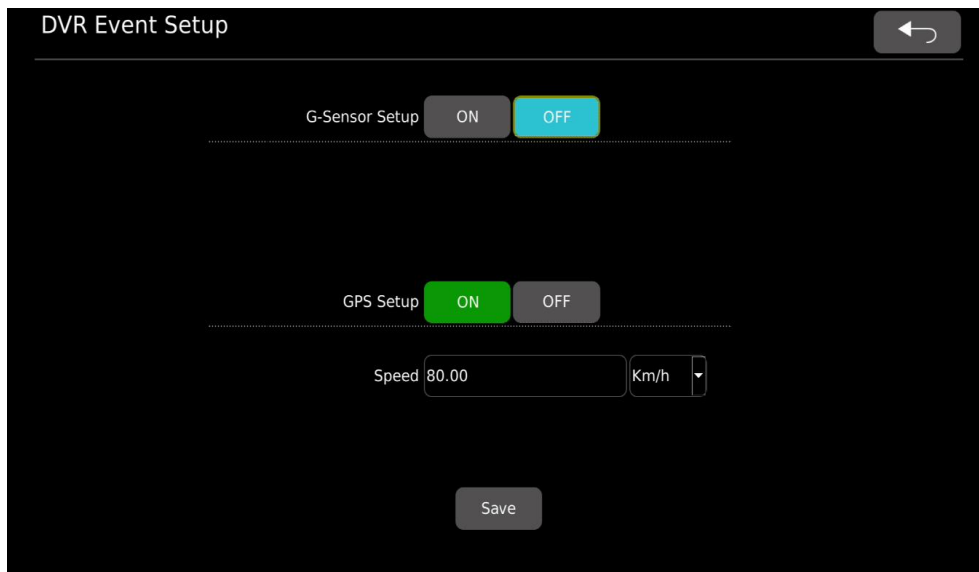 DVR Event Setup
G-Sensor Setup ON OFF
GPS Setup ON OFF
Speed 80.00 Km/h
Save